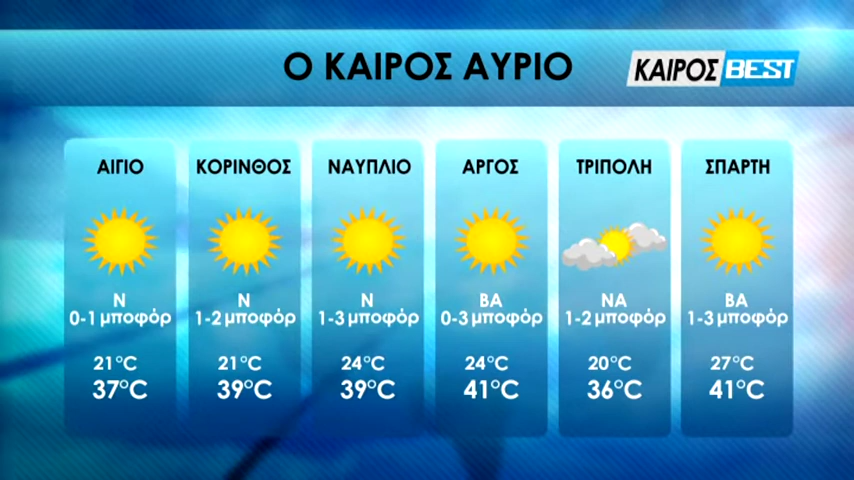 Ο ΚΑΙΡΟΣ ΑΥΡΙΟ
ΚΑΙΡΟΣ BEST
ΑΙΓΙΟ
Ν
0-1 μποφόρ
21°C
37°C
ΚΟΡΙΝΘΟΣ
Ν
1-2 μποφόρ
21°C
39°C
ΝΑΥΠΛΙΟ
Ν
1-3 μποφόρ
24°C
39°C
ΑΡΓΟΣ
ΒΑ
0-3 μποφόρ
24°C
41°C
ΤΡΙΠΟΛΗ
ΝΑ
1-2 μποφόρ
20°C
36°C
ΣΠΑΡΤΗ
ΒΑ
1-3 μποφόρ
27°C
41°C